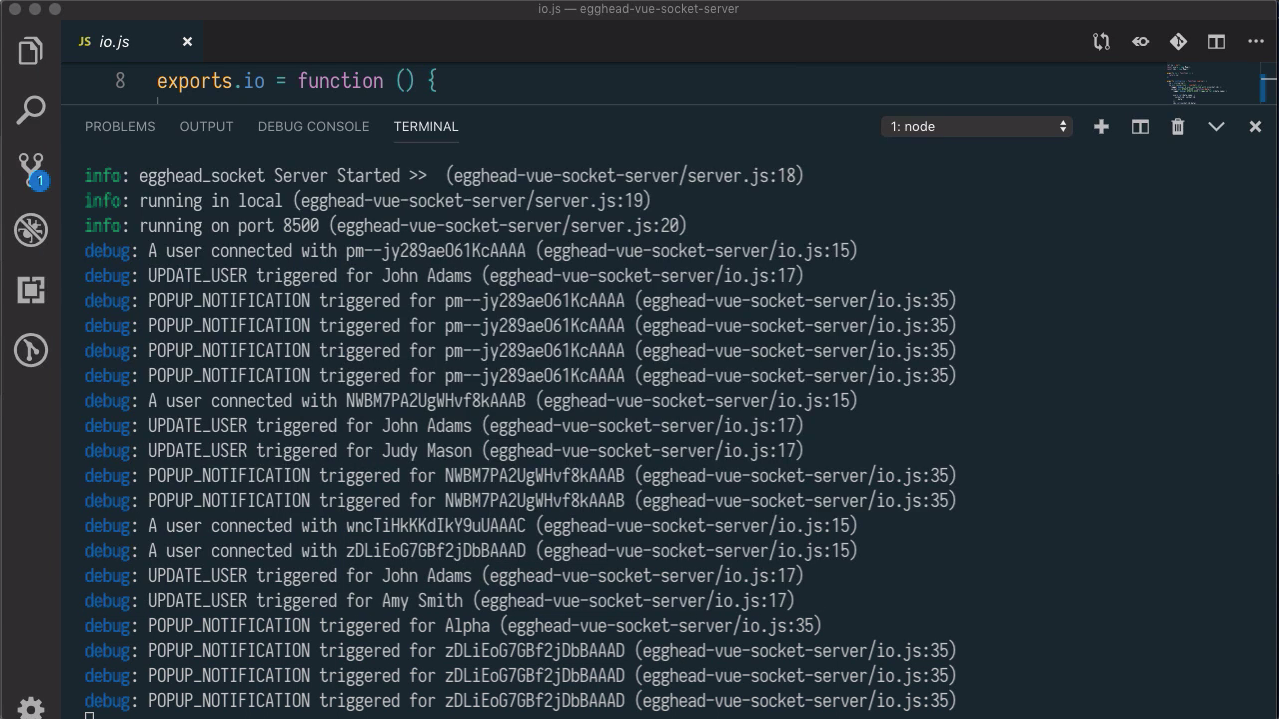 io.js — egghead-vue-socket-server
JS io.js ×
8 exports.io = function () {
PROBLEMS OUTPUT DEBUG CONSOLE TERMINAL 1: node
info: egghead_socket Server Started >>  (egghead-vue-socket-server/server.js:18)
info: running in local (egghead-vue-socket-server/server.js:19)
info: running on port 8500 (egghead-vue-socket-server/server.js:20)
1
debug: A user connected with pm--jy289aeO61KcAAAA (egghead-vue-socket-server/io.js:15)
debug: UPDATE_USER triggered for John Adams (egghead-vue-socket-server/io.js:17)
debug: POPUP_NOTIFICATION triggered for pm--jy289aeO61KcAAAA (egghead-vue-socket-server/io.js:35)
debug: POPUP_NOTIFICATION triggered for pm--jy289aeO61KcAAAA (egghead-vue-socket-server/io.js:35)
debug: POPUP_NOTIFICATION triggered for pm--jy289aeO61KcAAAA (egghead-vue-socket-server/io.js:35)
debug: POPUP_NOTIFICATION triggered for pm--jy289aeO61KcAAAA (egghead-vue-socket-server/io.js:35)
debug: A user connected with NWBM7PA2UgWHvf8kAAAB (egghead-vue-socket-server/io.js:15)
debug: UPDATE_USER triggered for John Adams (egghead-vue-socket-server/io.js:17)
debug: UPDATE_USER triggered for Judy Mason (egghead-vue-socket-server/io.js:17)
debug: POPUP_NOTIFICATION triggered for NWBM7PA2UgWHvf8kAAAB (egghead-vue-socket-server/io.js:35)
debug: POPUP_NOTIFICATION triggered for NWBM7PA2UgWHvf8kAAAB (egghead-vue-socket-server/io.js:35)
debug: A user connected with wncTiHkKKdIkY9uUAAAC (egghead-vue-socket-server/io.js:15)
debug: A user connected with zDLiEoG7GBf2jDbBAAAD (egghead-vue-socket-server/io.js:15)
debug: UPDATE_USER triggered for John Adams (egghead-vue-socket-server/io.js:17)
debug: UPDATE_USER triggered for Amy Smith (egghead-vue-socket-server/io.js:17)
debug: POPUP_NOTIFICATION triggered for Alpha (egghead-vue-socket-server/io.js:35)
debug: POPUP_NOTIFICATION triggered for zDLiEoG7GBf2jDbBAAAD (egghead-vue-socket-server/io.js:35)
debug: POPUP_NOTIFICATION triggered for zDLiEoG7GBf2jDbBAAAD (egghead-vue-socket-server/io.js:35)
debug: POPUP_NOTIFICATION triggered for zDLiEoG7GBf2jDbBAAAD (egghead-vue-socket-server/io.js:35)